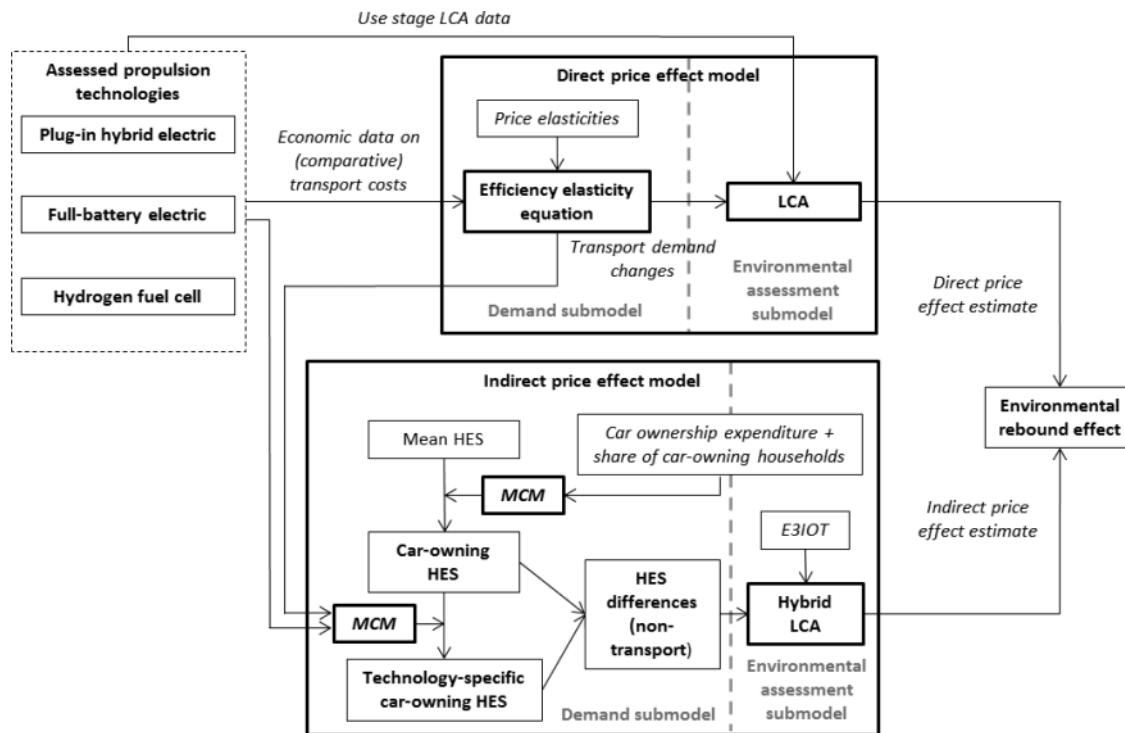 Use stage LCA data
Assessed propulsion
technologies
Plug-in hybrid electric
Full-battery electric
Hydrogen fuel cell
Economic data on
(comparative)
transport costs
Direct price effect model
Price elasticities
Efficiency elasticity
equation
LCA
Transport demand
changes
Environmental
assessment
submodel
Demand submodel
Direct price
effect estimate
Indirect price effect model
Mean HES
Car ownership expenditure +
share of car-owning households
MCM
Car-owning
HES
MCM
Technology-specific
car-owning HES
HES
differences
(non-
transport)
E3IOT
Hybrid
LCA
Environmental
assessment
submodel
Demand submodel
Environmental
rebound effect
Indirect price
effect estimate